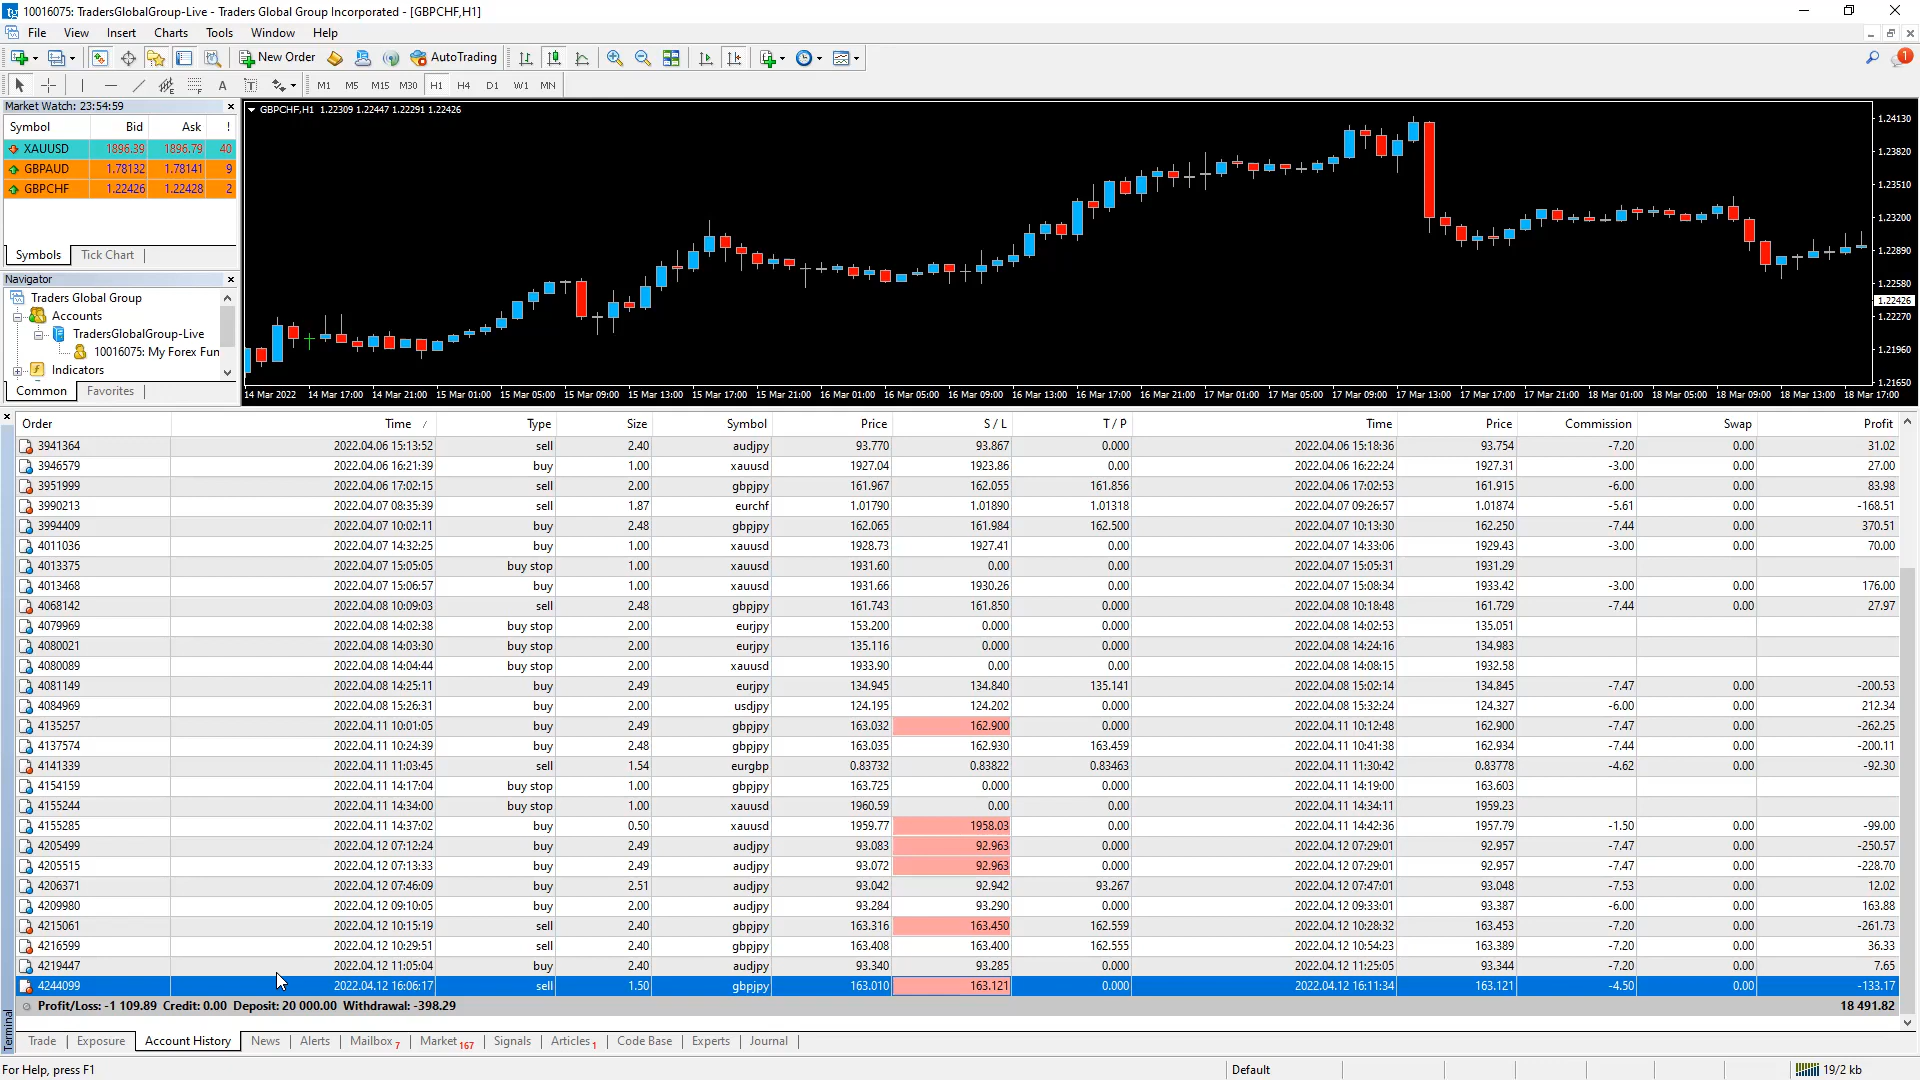 10016075: TradersGlobalGroup-Live - Traders Global Group Incorporated - [GBPCHF,H1]
File View Insert Charts Tools Window Help
New Order AutoTrading 1
A T M1 M5 M15 M30 H1 H4 D1 W1 MN
Market Watch: 23:54:59
Symbol Bid Ask !
XAUUSD 1896.39 1896.79 40
GBPAUD 1.78132 1.78141 9
GBPCHF 1.22426 1.22428 2
Symbols Tick Chart
Navigator
Traders Global Group
Accounts
TradersGlobalGroup-Live
10016075: My Forex Fun
Indicators
Common Favorites
GBPCHF,H1 1.22309 1.22447 1.22291 1.22426
1.24130
1.23820
1.23510
1.23200
1.22890
1.22580
1.22426
1.22270
1.21960
1.21650
14 Mar 2022 14 Mar 17:00 14 Mar 21:00 15 Mar 01:00 15 Mar 05:00 15 Mar 09:00 15 Mar 13:00 15 Mar 17:00 15 Mar 21:00 16 Mar 01:00 16 Mar 05:00 16 Mar 09:00 16 Mar 13:00 16 Mar 17:00 16 Mar 21:00 17 Mar 01:00 17 Mar 05:00 17 Mar 09:00 17 Mar 13:00 17 Mar 17:00 17 Mar 21:00 18 Mar 01:00 18 Mar 05:00 18 Mar 09:00 18 Mar 13:00 18 Mar 17:00
Order Time / Type Size Symbol Price S / L T / P Time Price Commission Swap Profit
3941364 2022.04.06 15:13:52 sell 2.40 audjpy 93.770 93.867 0.000 2022.04.06 15:18:36 93.754 -7.20 0.00 31.02
3946579 2022.04.06 16:21:39 buy 1.00 xauusd 1927.04 1923.86 0.00 2022.04.06 16:22:24 1927.31 -3.00 0.00 27.00
3951999 2022.04.06 17:02:15 sell 2.00 gbpjpy 161.967 162.055 161.856 2022.04.06 17:02:53 161.915 -6.00 0.00 83.98
3990213 2022.04.07 08:35:39 sell 1.87 eurchf 1.01790 1.01890 1.01318 2022.04.07 09:26:57 1.01874 -5.61 0.00 -168.51
3994409 2022.04.07 10:02:11 buy 2.48 gbpjpy 162.065 161.984 162.500 2022.04.07 10:13:30 162.250 -7.44 0.00 370.51
4011036 2022.04.07 14:32:25 buy 1.00 xauusd 1928.73 1927.41 0.00 2022.04.07 14:33:06 1929.43 -3.00 0.00 70.00
4013375 2022.04.07 15:05:05 buy stop 1.00 xauusd 1931.60 0.00 0.00 2022.04.07 15:05:31 1931.29
4013468 2022.04.07 15:06:57 buy 1.00 xauusd 1931.66 1930.26 0.00 2022.04.07 15:08:34 1933.42 -3.00 0.00 176.00
4068142 2022.04.08 10:09:03 sell 2.48 gbpjpy 161.743 161.850 0.000 2022.04.08 10:18:48 161.729 -7.44 0.00 27.97
4079969 2022.04.08 14:02:38 buy stop 2.00 eurjpy 153.200 0.000 0.000 2022.04.08 14:02:53 135.051
4080021 2022.04.08 14:03:30 buy stop 2.00 eurjpy 135.116 0.000 0.000 2022.04.08 14:24:16 134.983
4080089 2022.04.08 14:04:44 buy stop 2.00 xauusd 1933.90 0.00 0.00 2022.04.08 14:08:15 1932.58
4081149 2022.04.08 14:25:11 buy 2.49 eurjpy 134.945 134.840 135.141 2022.04.08 15:02:14 134.845 -7.47 0.00 -200.53
4084969 2022.04.08 15:26:31 buy 2.00 usdjpy 124.195 124.202 0.000 2022.04.08 15:32:24 124.327 -6.00 0.00 212.34
4135257 2022.04.11 10:01:05 buy 2.49 gbpjpy 163.032 162.900 0.000 2022.04.11 10:12:48 162.900 -7.47 0.00 -262.25
4137574 2022.04.11 10:24:39 buy 2.48 gbpjpy 163.035 162.930 163.459 2022.04.11 10:41:38 162.934 -7.44 0.00 -200.11
4141339 2022.04.11 11:03:45 sell 1.54 eurgbp 0.83732 0.83822 0.83463 2022.04.11 11:30:42 0.83778 -4.62 0.00 -92.30
4154159 2022.04.11 14:17:04 buy stop 1.00 gbpjpy 163.725 0.000 0.000 2022.04.11 14:19:00 163.603
4155244 2022.04.11 14:34:00 buy stop 1.00 xauusd 1960.59 0.00 0.00 2022.04.11 14:34:11 1959.23
4155285 2022.04.11 14:37:02 buy 0.50 xauusd 1959.77 1958.03 0.00 2022.04.11 14:42:36 1957.79 -1.50 0.00 -99.00
4205499 2022.04.12 07:12:24 buy 2.49 audjpy 93.083 92.963 0.000 2022.04.12 07:29:01 92.957 -7.47 0.00 -250.57
4205515 2022.04.12 07:13:33 buy 2.49 audjpy 93.072 92.963 0.000 2022.04.12 07:29:01 92.957 -7.47 0.00 -228.70
4206371 2022.04.12 07:46:09 buy 2.51 audjpy 93.042 92.942 93.267 2022.04.12 07:47:01 93.048 -7.53 0.00 12.02
4209980 2022.04.12 09:10:05 buy 2.00 audjpy 93.284 93.290 0.000 2022.04.12 09:33:01 93.387 -6.00 0.00 163.88
4215061 2022.04.12 10:15:19 sell 2.40 gbpjpy 163.316 163.450 162.559 2022.04.12 10:28:32 163.453 -7.20 0.00 -261.73
4216599 2022.04.12 10:29:51 sell 2.40 gbpjpy 163.408 163.400 162.555 2022.04.12 10:54:23 163.389 -7.20 0.00 36.33
4219447 2022.04.12 11:05:04 buy 2.40 audjpy 93.340 93.285 0.000 2022.04.12 11:25:05 93.344 -7.20 0.00 7.65
4244099 2022.04.12 16:06:17 sell 1.50 gbpjpy 163.010 163.121 0.000 2022.04.12 16:11:34 163.121 -4.50 0.00 -133.17
Profit/Loss: -1 109.89 Credit: 0.00 Deposit: 20 000.00 Withdrawal: -398.29 18 491.82
Terminal
Trade Exposure Account History News Alerts Mailbox 7 Market 167 Signals Articles 1 Code Base Experts Journal
For Help, press F1 Default 19/2 kb